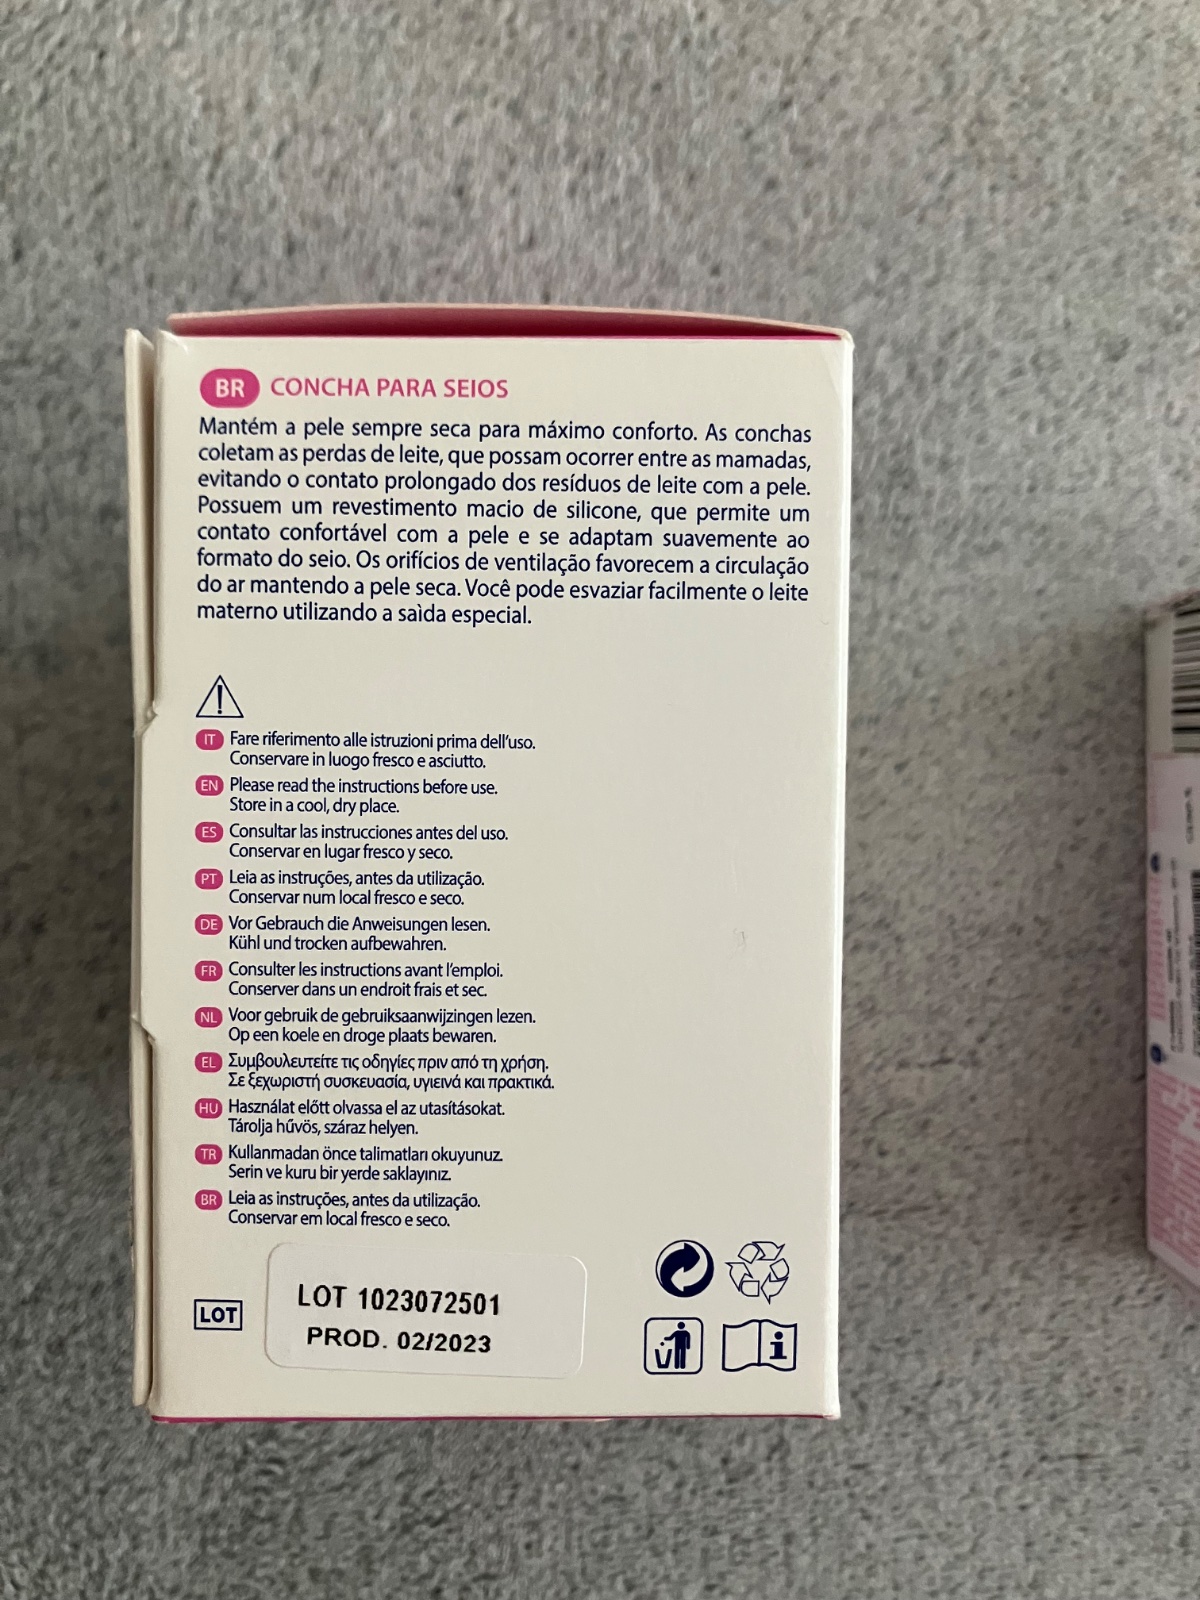 BR CONCHA PARA SEIOS
Mantém a pele sempre seca para máximo conforto. As conchas
coletam as perdas de leite, que possam ocorrer entre as mamadas,
evitando o contato prolongado dos resíduos de leite com a pele.
Possuem um revestimento macio de silicone, que permite um
contato confortável com a pele e se adaptam suavemente ao
formato do seio. Os orifícios de ventilação favorecem a circulação
do ar mantendo a pele seca. Você pode esvaziar facilmente o leite
materno utilizando a saìda especial.
IT Fare riferimento alle istruzioni prima dell'uso.
Conservare in luogo fresco e asciutto.
EN Please read the instructions before use.
Store in a cool, dry place.
ES Consultar las instrucciones antes del uso.
Conservar en lugar fresco y seco.
PT Leia as instruções, antes da utilização.
Conservar num local fresco e seco.
DE Vor Gebrauch die Anweisungen lesen.
Kühl und trocken aufbewahren.
FR Consulter les instructions avant l'emploi.
Conserver dans un endroit frais et sec.
NL Voor gebruik de gebruiksaanwijzingen lezen.
Op een koele en droge plaats bewaren.
EL Συμβουλευτείτε τις οδηγίες πριν από τη χρήση.
Σε ξεχωριστή συσκευασία, υγιεινά και πρακτικά.
HU Használat előtt olvassa el az utasításokat.
Tárolja hűvös, száraz helyen.
TR Kullanmadan önce talimatları okuyunuz.
Serin ve kuru bir yerde saklayınız.
BR Leia as instruções, antes da utilização.
Conservar em local fresco e seco.
LOT
LOT 1023072501
PROD. 02/2023